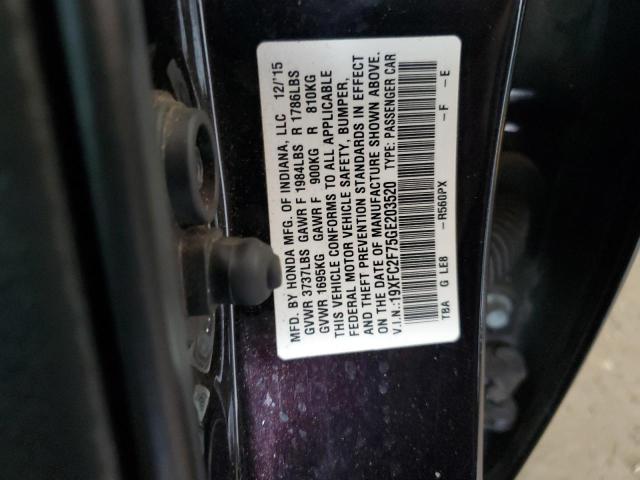 MFD. BY HONDA MFG. OF INDIANA, LLC 12/'15
GVWR 3737LBS GAWR F 1984LBS R 1786LBS
GVWR 1695KG GAWR F 900KG R 810KG
THIS VEHICLE CONFORMS TO ALL APPLICABLE
FEDERAL MOTOR VEHICLE SAFETY, BUMPER,
AND THEFT PREVENTION STANDARDS IN EFFECT
ON THE DATE OF MANUFACTURE SHOWN ABOVE.
V.I.N.:19XFC2F75GE203520 TYPE: PASSENGER CAR
TBA G LE8 -R560PX -F -E